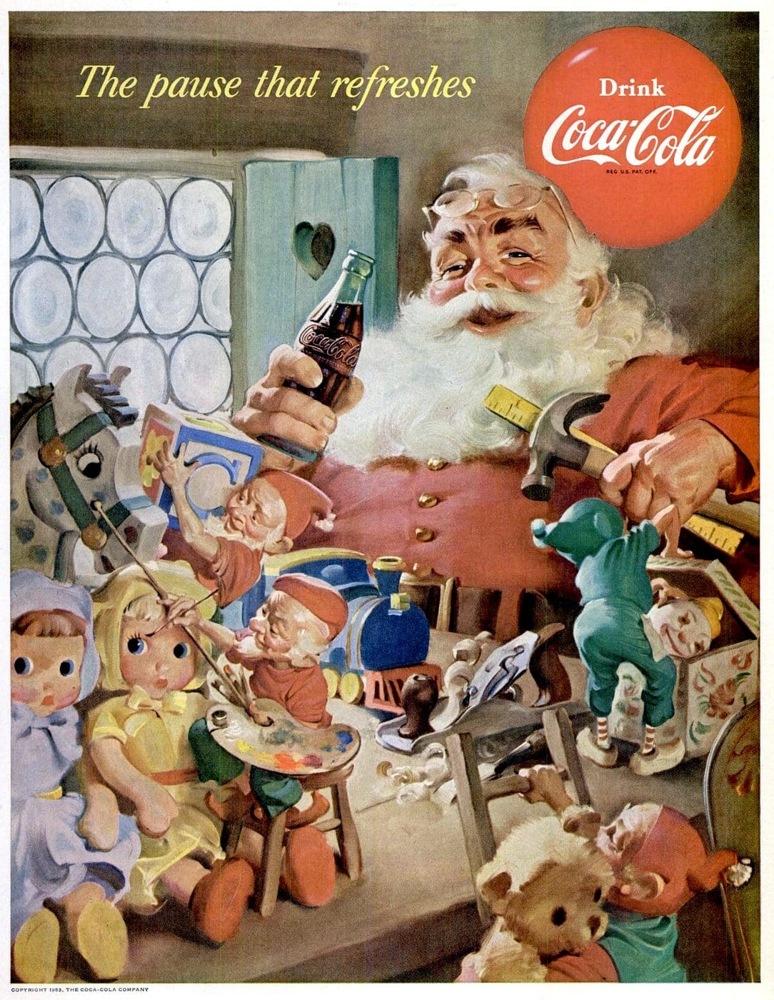 The pause that refreshes
Drink
Coca-Cola
REG. U.S. PAT. OFF.
Coca-Cola
C
COPYRIGHT 1953, THE COCA-COLA COMPANY